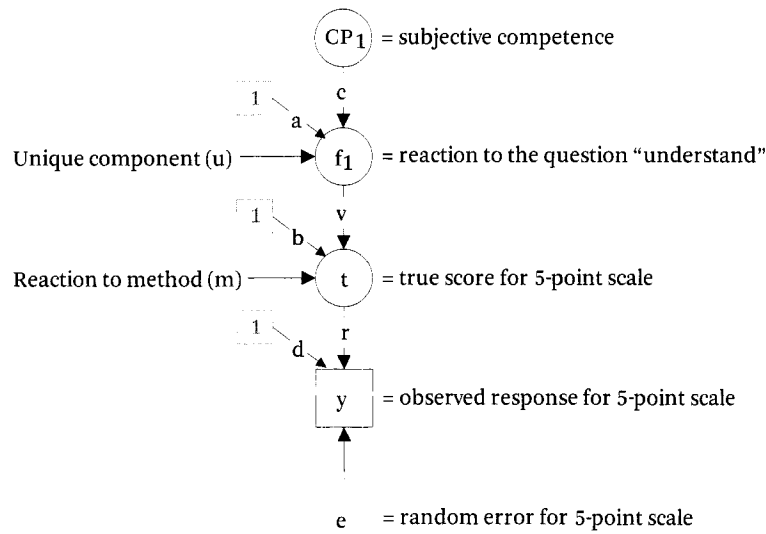 CP1 = subjective competence
1
c
a
Unique component (u) f1 = reaction to the question "understand"
1
v
b
Reaction to method (m) t = true score for 5-point scale
1
r
d
y = observed response for 5-point scale
e = random error for 5-point scale